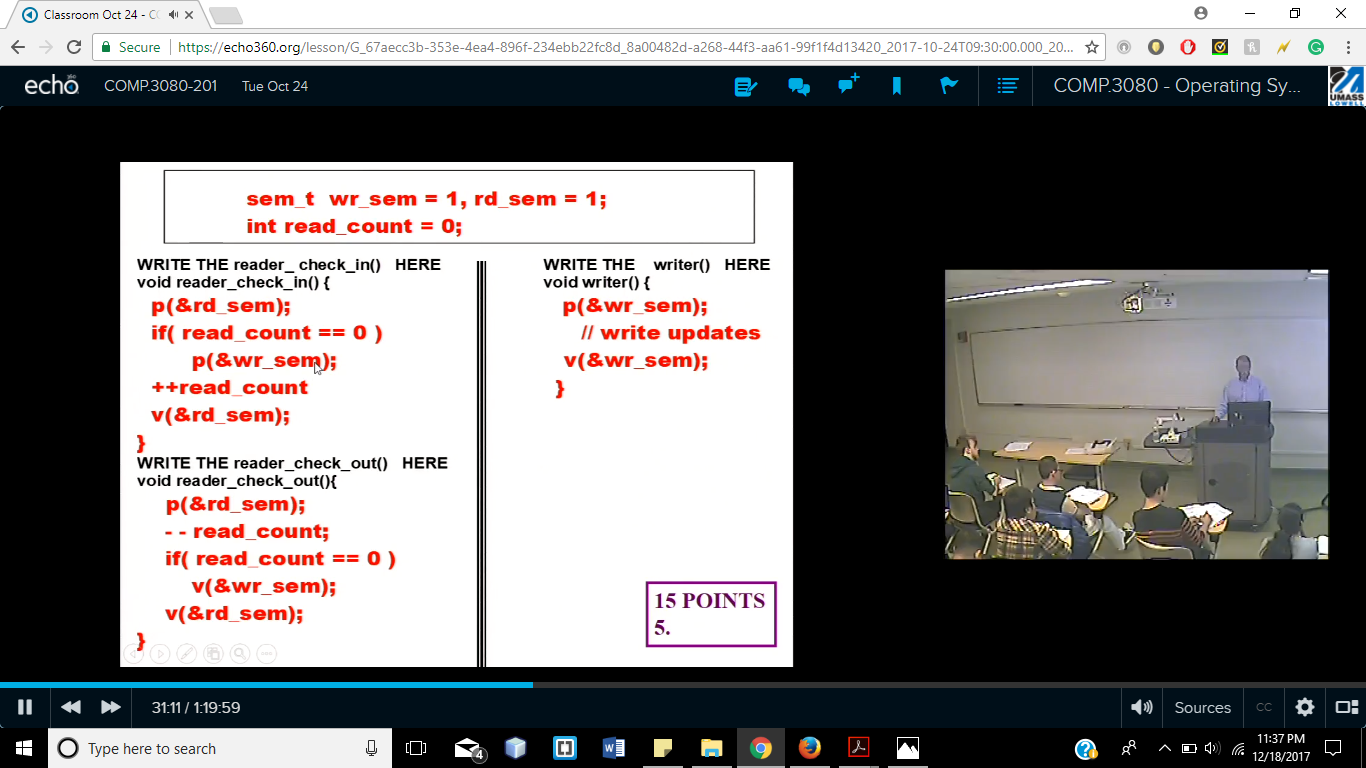 Classroom Oct 24 - CO
Secure
https://echo360.org/lesson/G_67aecc3b-353e-4ea4-896f-234ebb22fc8d_8a00482d-a268-44f3-aa61-99f1f4d13420_2017-10-24T09:30:00.000_20...
echo360 COMP.3080-201 Tue Oct 24
COMP.3080 - Operating Sy...
UMASS
LOWELL
sem_t wr_sem = 1, rd_sem = 1;
int read_count = 0;
WRITE THE reader_ check_in() HERE
void reader_check_in() {
p(&rd_sem);
if( read_count == 0 )
p(&wr_sem);
++read_count
v(&rd_sem);
}
WRITE THE reader_check_out() HERE
void reader_check_out(){
p(&rd_sem);
- - read_count;
if( read_count == 0 )
v(&wr_sem);
v(&rd_sem);
}
WRITE THE writer() HERE
void writer() {
p(&wr_sem);
// write updates
v(&wr_sem);
}
15 POINTS
5.
31:11 / 1:19:59
Sources
CC
Type here to search
4
11:37 PM
12/18/2017